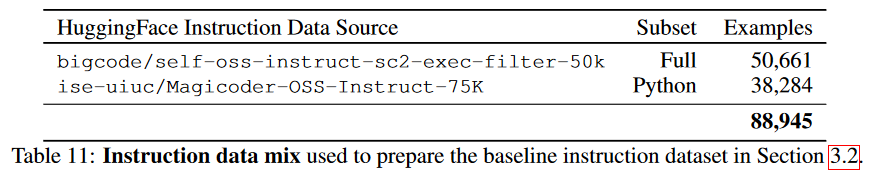 HuggingFace Instruction Data Source Subset Examples
bigcode/self-oss-instruct-sc2-exec-filter-50k Full 50,661
ise-uiuc/Magicoder-OSS-Instruct-75K Python 38,284
88,945
Table 11: Instruction data mix used to prepare the baseline instruction dataset in Section 3.2.